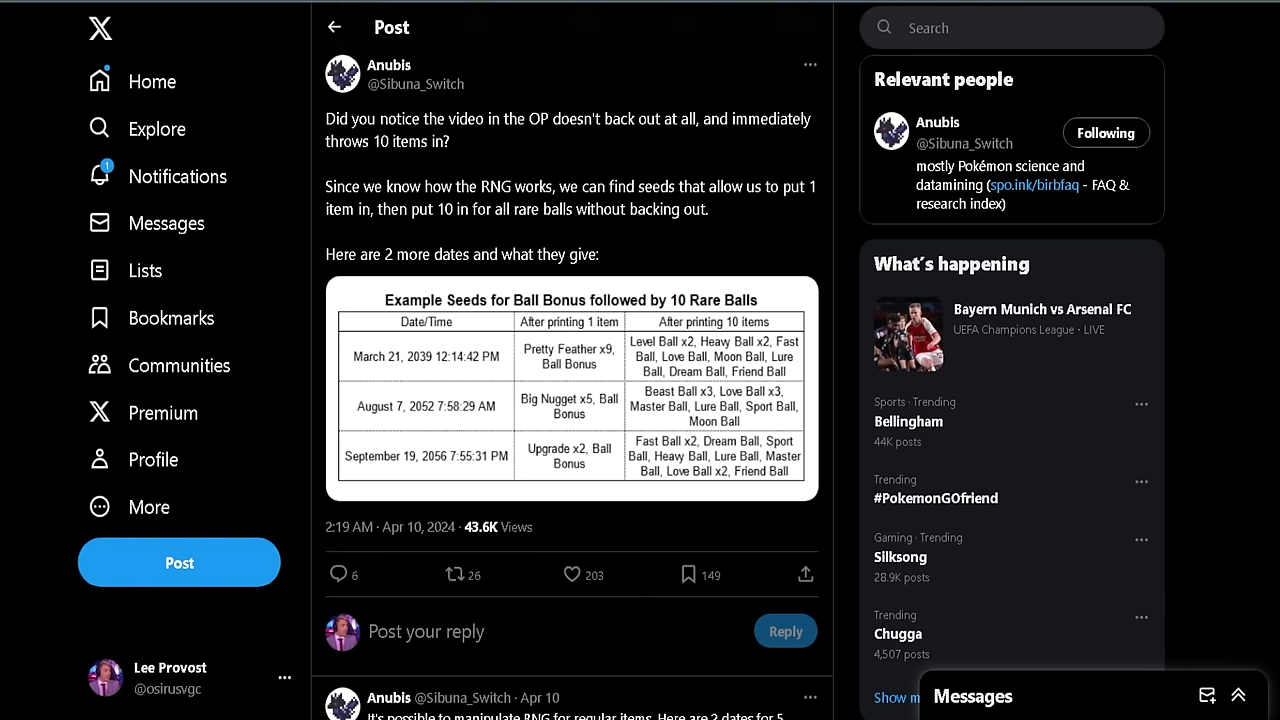 Home
Explore
1
Notifications
Messages
Lists
Bookmarks
Communities
Premium
Profile
More
Post
Lee Provost
@osirusvgc
Post
Anubis
@Sibuna_Switch
Did you notice the video in the OP doesn't back out at all, and immediately
throws 10 items in?
Since we know how the RNG works, we can find seeds that allow us to put 1
item in, then put 10 in for all rare balls without backing out.
Here are 2 more dates and what they give:
Example Seeds for Ball Bonus followed by 10 Rare Balls
Date/Time
After printing 1 item
After printing 10 items
March 21, 2039 12:14:42 PM
Pretty Feather x9,
Ball Bonus
Level Ball x2, Heavy Ball x2, Fast
Ball, Love Ball, Moon Ball, Lure
Ball, Dream Ball, Friend Ball
August 7, 2052 7:58:29 AM
Big Nugget x5, Ball
Bonus
Beast Ball x3, Love Ball x3,
Master Ball, Lure Ball, Sport Ball,
Moon Ball
September 19, 2056 7:55:31 PM
Upgrade x2, Ball
Bonus
Fast Ball x2, Dream Ball, Sport
Ball, Heavy Ball, Lure Ball, Master
Ball, Love Ball x2, Friend Ball
2:19 AM · Apr 10, 2024 · 43.6K Views
6
26
203
149
Post your reply
Reply
Anubis @Sibuna_Switch · Apr 10
It's possible to manipulate RNG for regular items. Here are 2 dates for 5
Search
Relevant people
Anubis
@Sibuna_Switch
Following
mostly Pokémon science and
datamining (spo.ink/birbfaq - FAQ &
research index)
What's happening
Bayern Munich vs Arsenal FC
UEFA Champions League · LIVE
Sports · Trending
Bellingham
44K posts
Trending
#PokemonGOfriend
Gaming · Trending
Silksong
28.9K posts
Trending
Chugga
4,507 posts
Show m
Messages